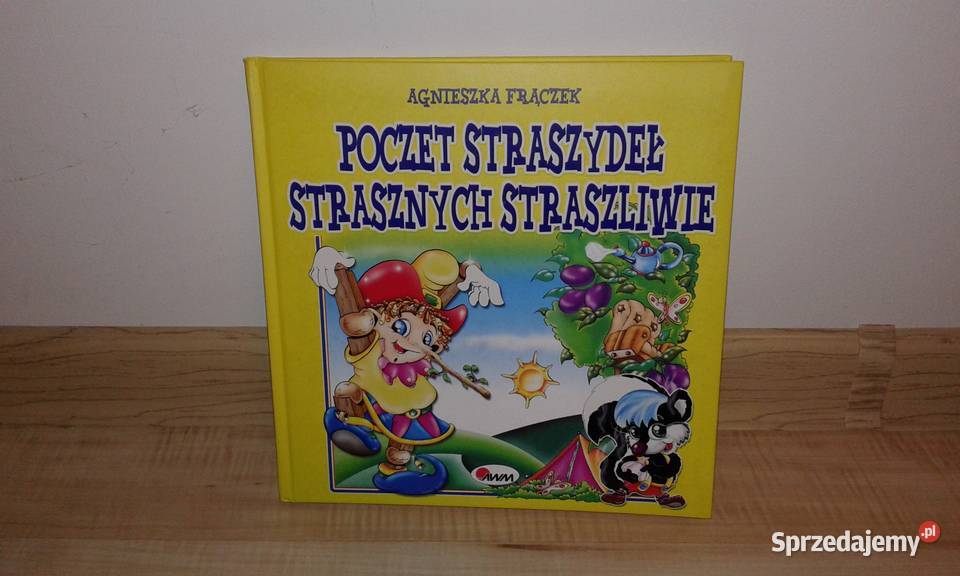 AGNIESZKA FRĄCZEK
POCZET STRASZYDEŁ
STRASZNYCH STRASZLIWIE
AWM
Sprzedajemy.pl